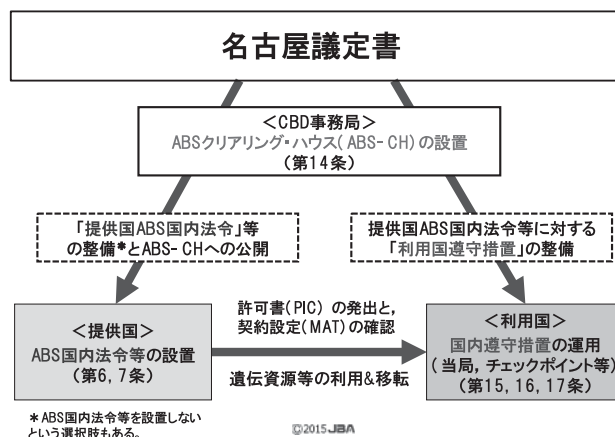 名古屋議定書
＜CBD事務局＞
ABSクリアリング・ハウス(ABS-CH)の設置
(第14条)
「提供国ABS国内法令」等
の整備*とABS-CHへの公開
提供国ABS国内法令等に対する
「利用国遵守措置」の整備
＜提供国＞
ABS国内法令等の設置
(第6, 7条)
許可書(PIC) の発出と,
契約設定(MAT)の確認
遺伝資源等の利用&移転
＜利用国＞
国内遵守措置の運用
(当局, チェックポイント等)
(第15, 16, 17条)
＊ABS国内法令等を設置しない
という選択肢もある。
©2015 JBA